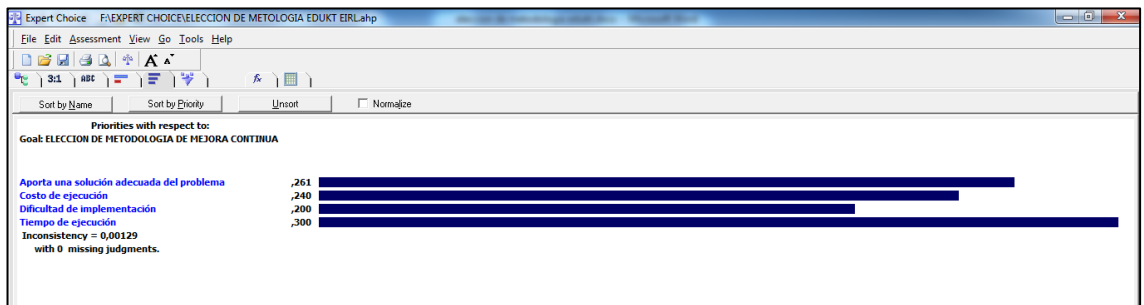 Expert Choice F:\EXPERT CHOICE\ELECCION DE METOLOGIA EDUKT EIRL.ahp
File Edit Assessment View Go Tools Help
A A
3:1 ABC fx
Sort by Name Sort by Priority Unsort Normalize
Priorities with respect to:
Goal: ELECCION DE METODOLOGIA DE MEJORA CONTINUA
Aporta una solución adecuada del problema ,261
Costo de ejecución ,240
Dificultad de implementación ,200
Tiempo de ejecución ,300
Inconsistency = 0,00129
with 0 missing judgments.